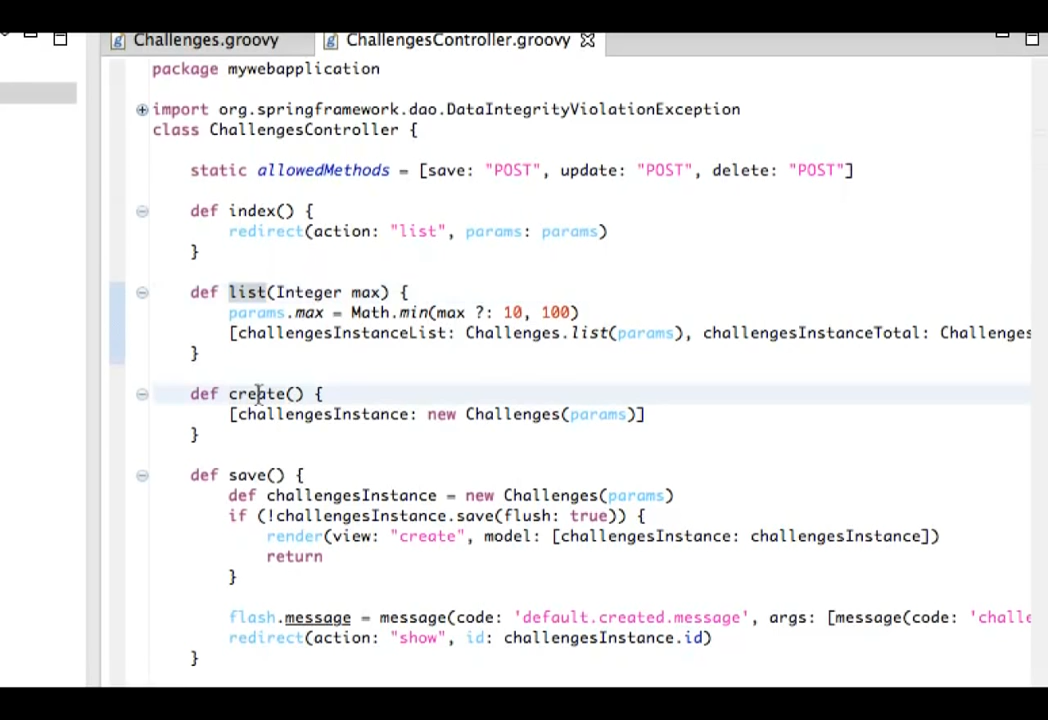 Challenges.groovy ChallengesController.groovy
package mywebapplication
import org.springframework.dao.DataIntegrityViolationException
class ChallengesController {
static allowedMethods = [save: "POST", update: "POST", delete: "POST"]
def index() {
redirect(action: "list", params: params)
}
def list(Integer max) {
params.max = Math.min(max ?: 10, 100)
[challengesInstanceList: Challenges.list(params), challengesInstanceTotal: Challenges
}
def create() {
[challengesInstance: new Challenges(params)]
}
def save() {
def challengesInstance = new Challenges(params)
if (!challengesInstance.save(flush: true)) {
render(view: "create", model: [challengesInstance: challengesInstance])
return
}
flash.message = message(code: 'default.created.message', args: [message(code: 'challe
redirect(action: "show", id: challengesInstance.id)
}